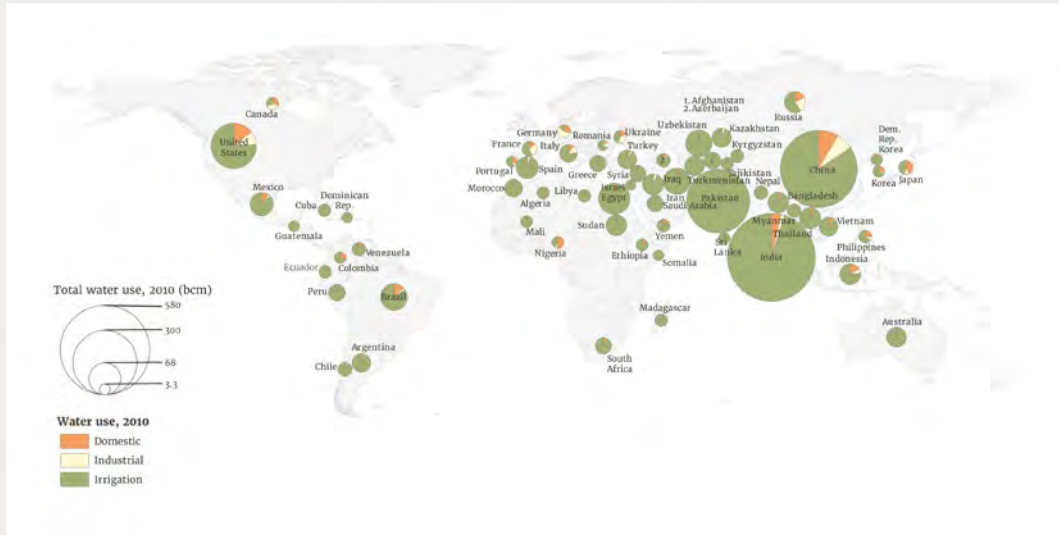 1. Afghanistan
2. Azerbaijan
Canada
United
States
Mexico
Cuba
Dominican
Rep.
Guatemala
Venezuela
Colombia
Ecuador
Peru
Brazil
Argentina
Chile
Germany
Romania
Ukraine
France
Italy
Turkey
Portugal
Spain
Greece
Syria
Morocco
Algeria
Libya
Israel
Egypt
Iraq
Iran
Saudi Arabia
Mali
Nigeria
Sudan
Ethiopia
Yemen
Somalia
Madagascar
South
Africa
Uzbekistan
Kazakhstan
Kyrgyzstan
Tajikistan
Turkmenistan
2
Pakistan
Russia
China
Nepal
Bangladesh
Myanmar
Thailand
India
Sri
Lanka
Dem.
Rep.
Korea
Korea
Japan
Vietnam
Philippines
Indonesia
Australia
Total water use, 2010 (bcm)
580
300
68
3.3
Water use, 2010
Domestic
Industrial
Irrigation